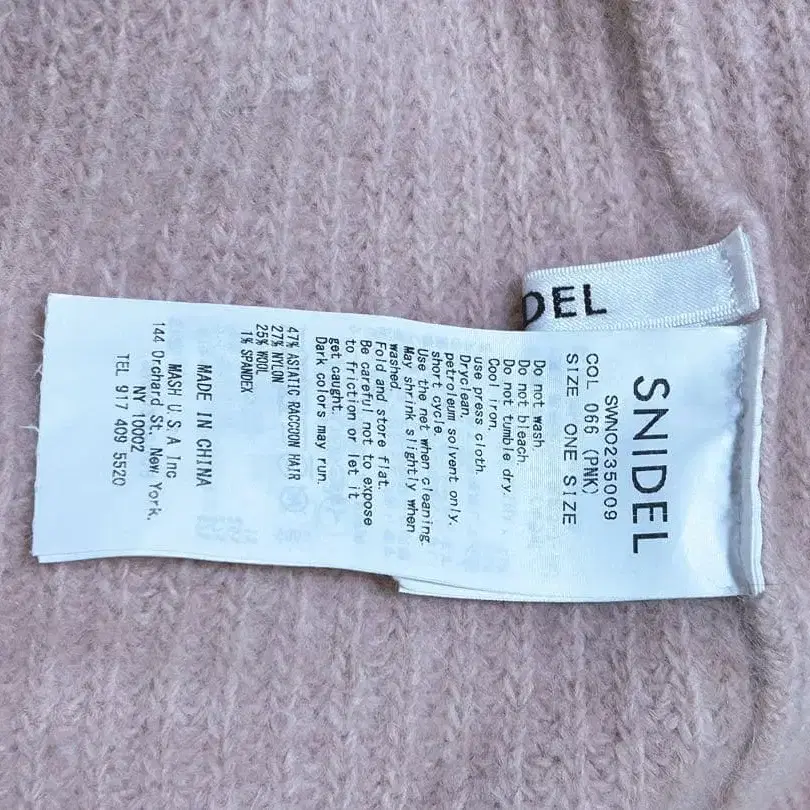 SNIDEL
SWNO235009
COL 066 (PNK)
SIZE ONE SIZE
Do not wash.
Do not bleach.
Do not tumble dry.
Cool iron.
use press cloth.
Dryclean.
petroleum solvent only.
short cycle.
Use the net when cleaning.
May shrink slightly when
washed.
Fold and store flat.
Be careful not to expose
to friction or let it
get caught.
Dark colors may run.
47% ASIATIC RACCOON HAIR
27% NYLON
25% WOOL
1% SPANDEX
MADE IN CHINA
MASH U.S.A Inc
144 Orchard St. New York.
NY 10002
TEL 917 409 5520
DEL